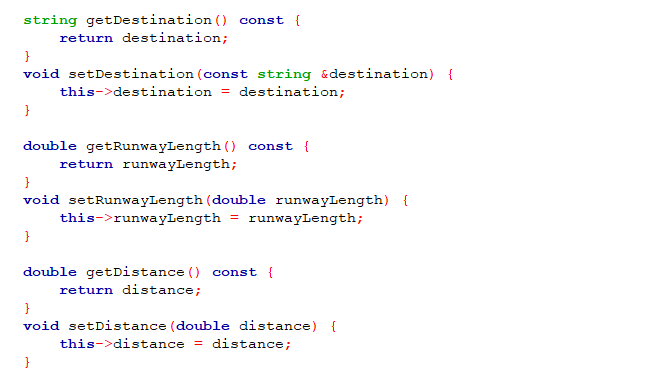 string getDestination() const {
    return destination;
}
void setDestination(const string &destination) {
    this->destination = destination;
}

double getRunwayLength() const {
    return runwayLength;
}
void setRunwayLength(double runwayLength) {
    this->runwayLength = runwayLength;
}

double getDistance() const {
    return distance;
}
void setDistance(double distance) {
    this->distance = distance;
}